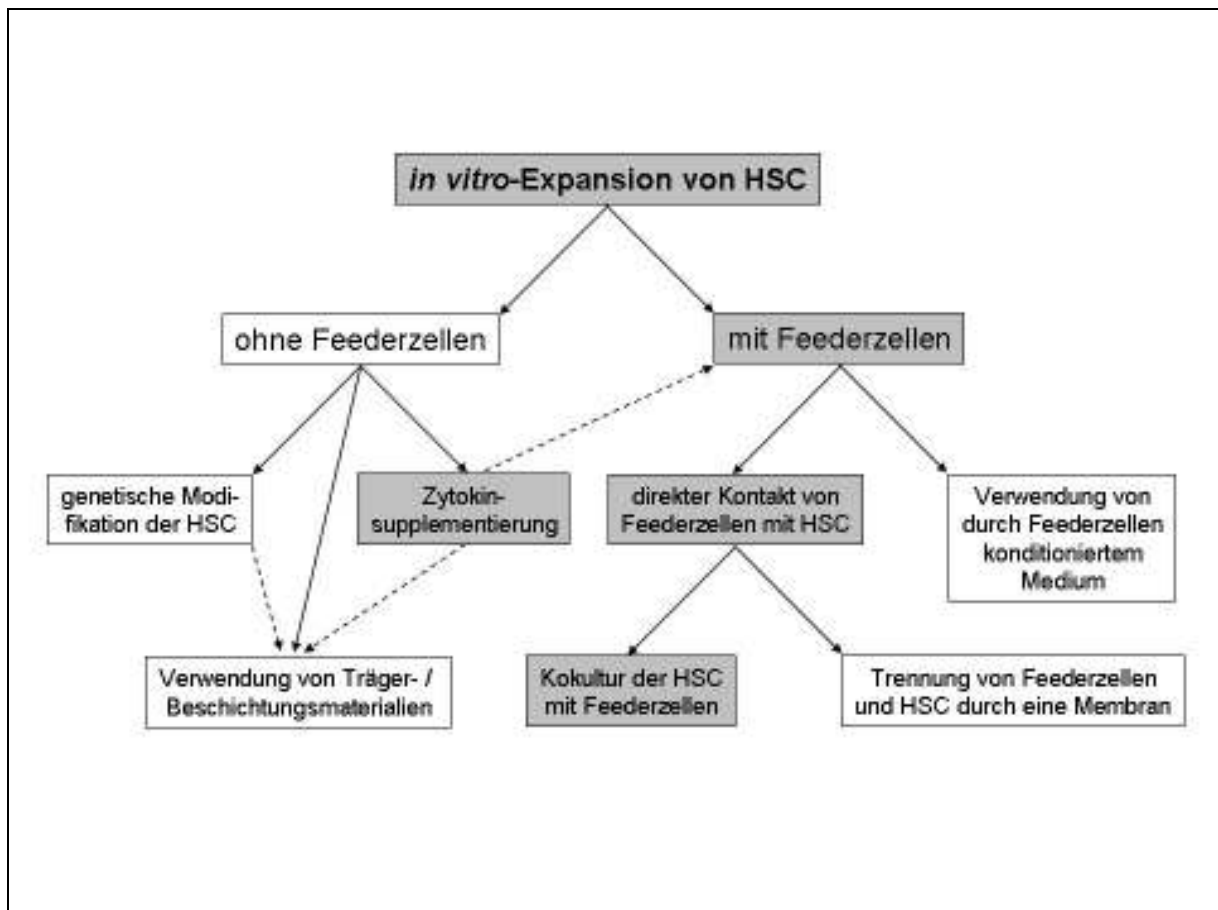 in vitro-Expansion von HSC
ohne Feederzellen
mit Feederzellen
genetische Modi-
fikation der HSC
Zytokin-
supplementierung
direkter Kontakt von
Feederzellen mit HSC
Verwendung von
durch Feederzellen
konditioniertem
Medium
Verwendung von Träger- /
Beschichtungsmaterialien
Kokultur der HSC
mit Feederzellen
Trennung von Feederzellen
und HSC durch eine Membran